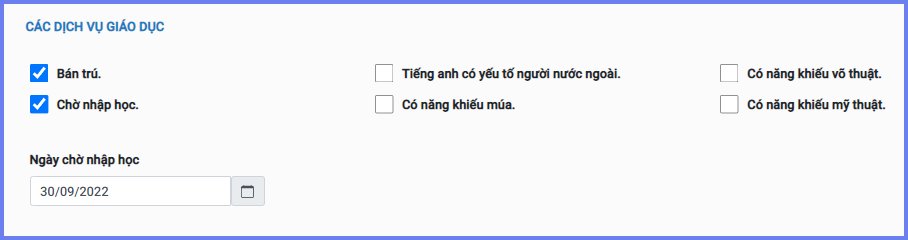 CÁC DỊCH VỤ GIÁO DỤC
Bán trú. Tiếng anh có yếu tố người nước ngoài. Có năng khiếu võ thuật.
Chờ nhập học. Có năng khiếu múa. Có năng khiếu mỹ thuật.
Ngày chờ nhập học
30/09/2022